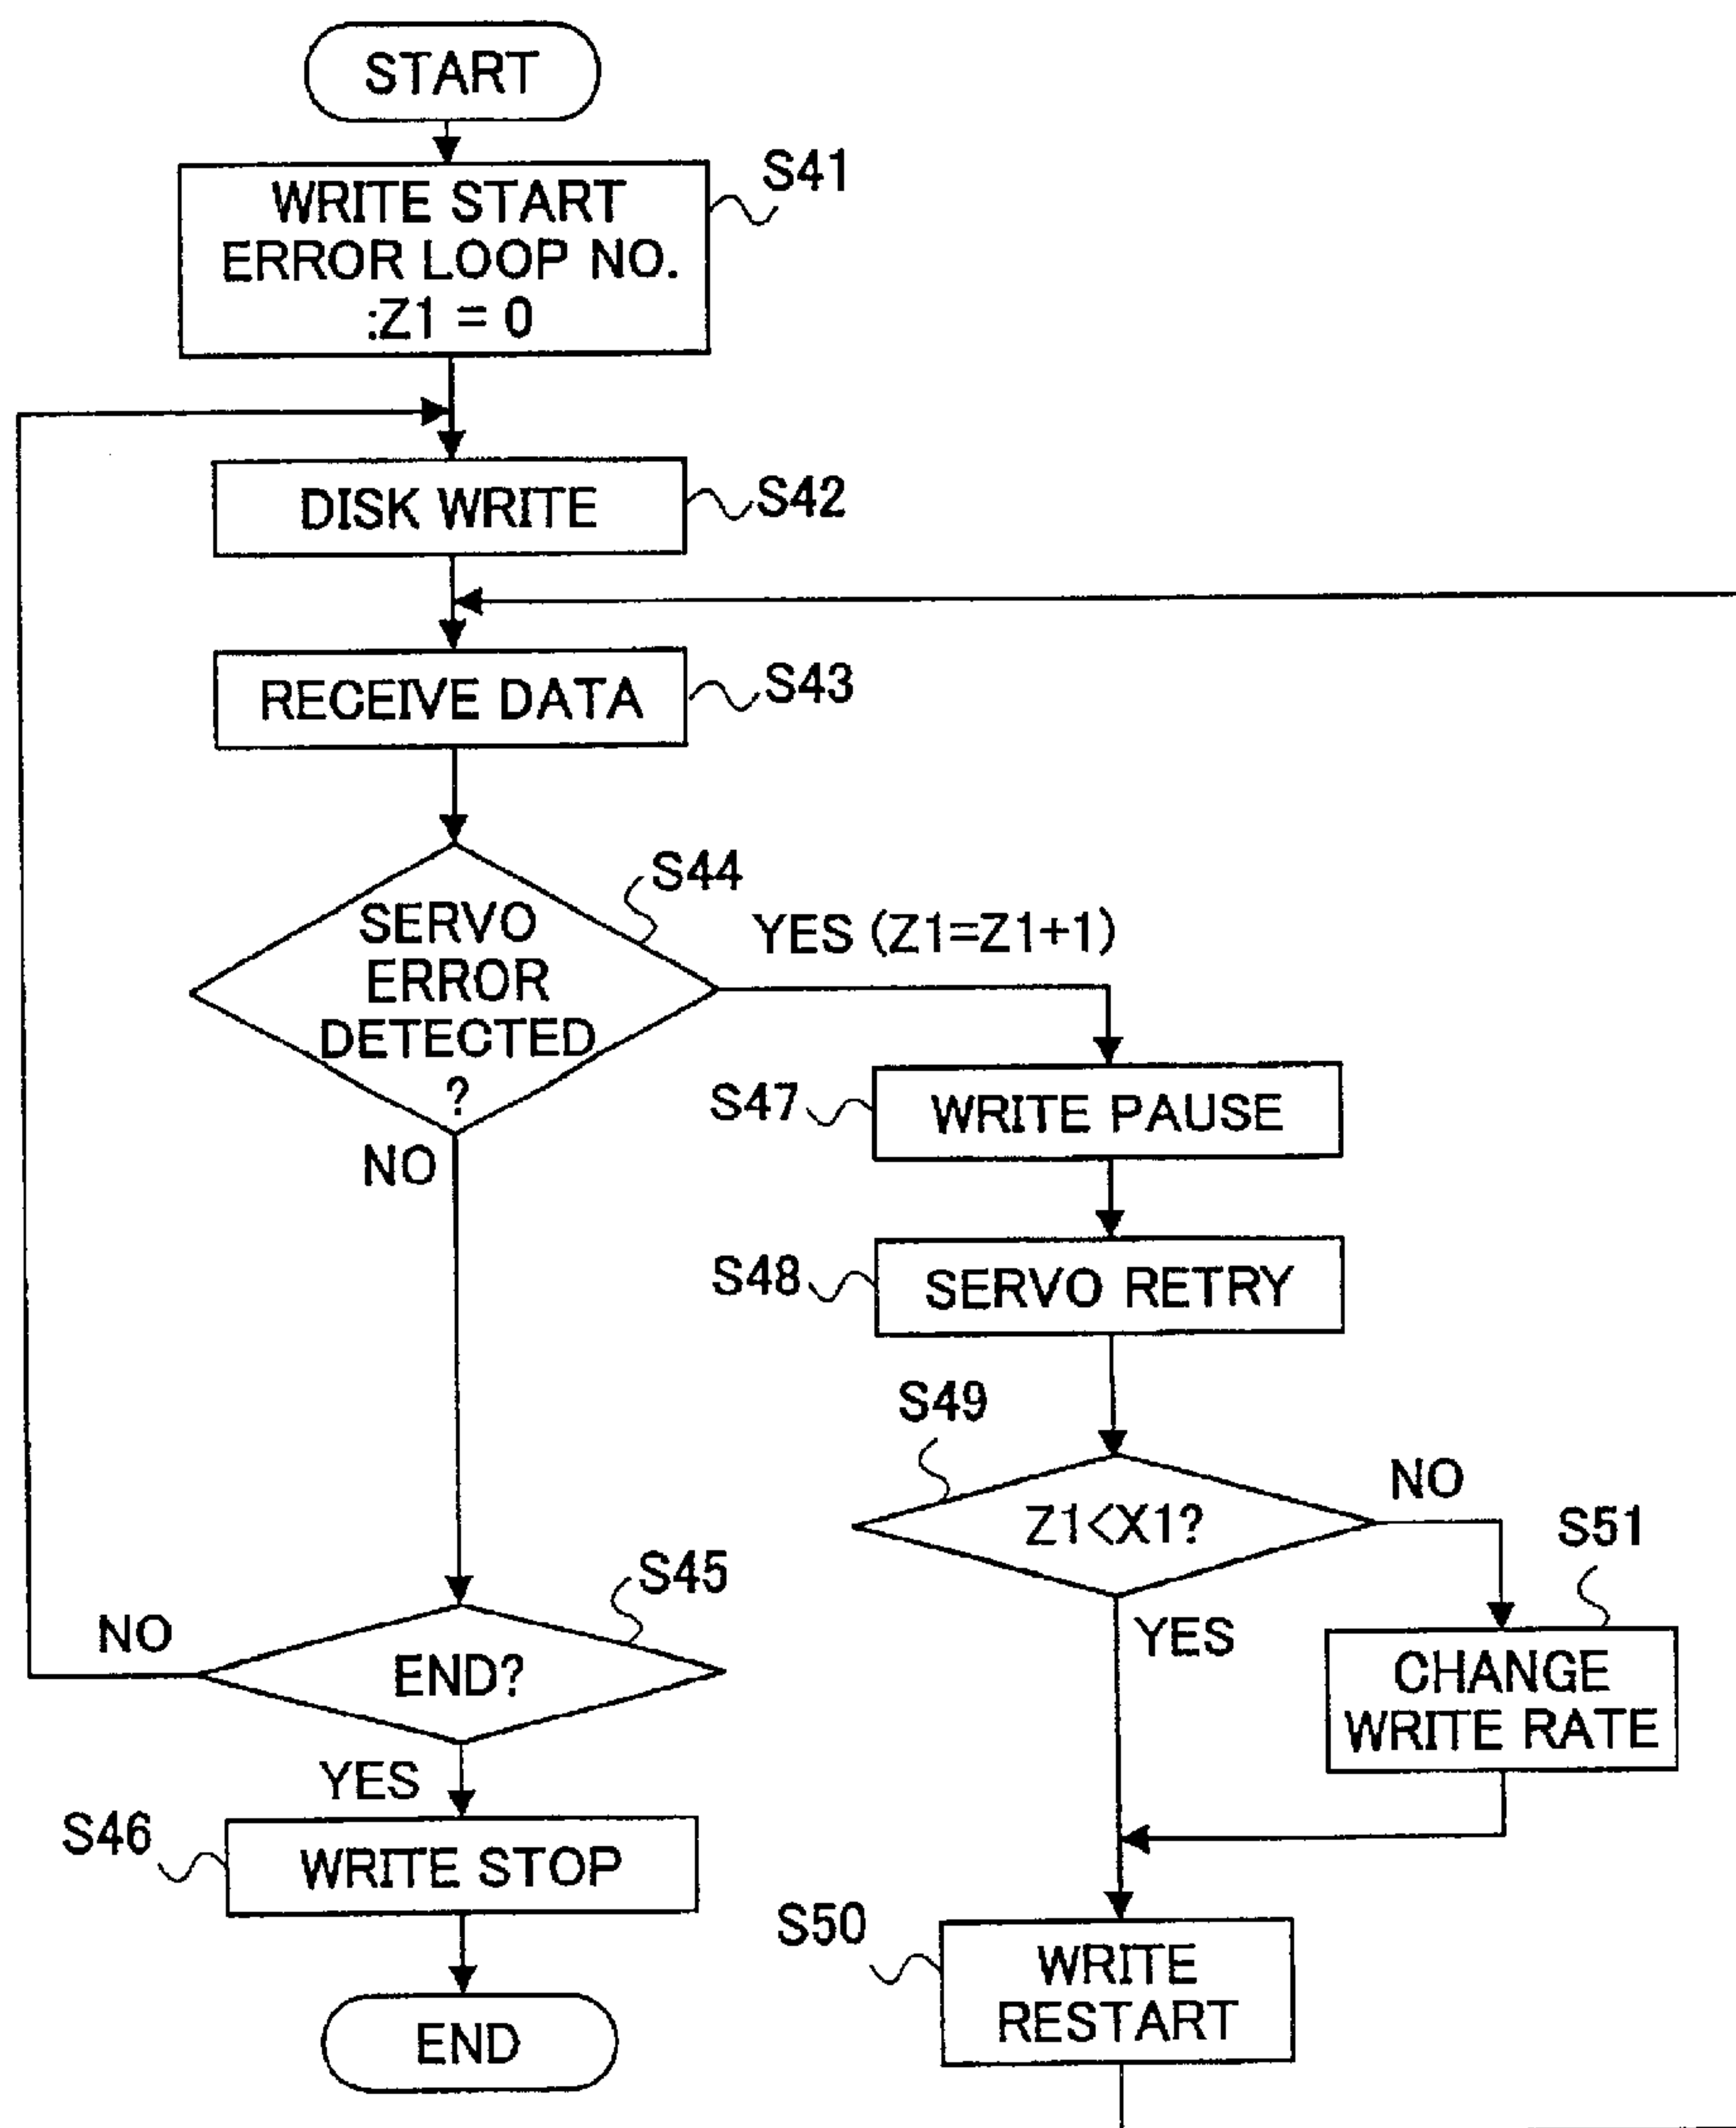 START
WRITE START
ERROR LOOP NO.
:Z1 = 0
S41
DISK WRITE
S42
RECEIVE DATA
S43
SERVO
ERROR
DETECTED
?
S44
YES (Z1=Z1+1)
NO
S47
WRITE PAUSE
S48
SERVO RETRY
S49
Z1<X1?
NO
YES
S51
CHANGE
WRITE RATE
S45
END?
NO
YES
S46
WRITE STOP
END
S50
WRITE
RESTART